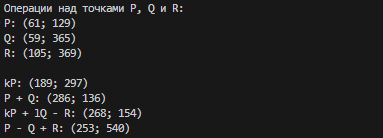 Операции над точками P, Q и R:
P: (61; 129)
Q: (59; 365)
R: (105; 369)
kP: (189; 297)
P + Q: (286; 136)
kP + lQ - R: (268; 154)
P - Q + R: (253; 540)